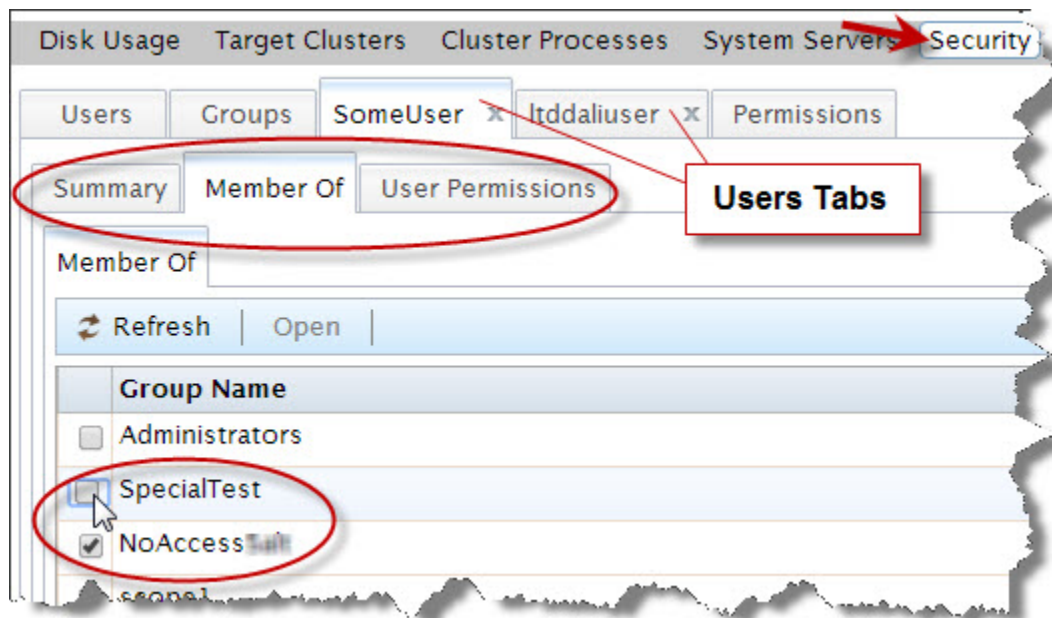 Disk Usage Target Clusters Cluster Processes System Servers Security
Users Groups SomeUser x ltddaliuser x Permissions
Summary Member Of User Permissions
Users Tabs
Member Of
Refresh Open
Group Name
Administrators
SpecialTest
NoAccess